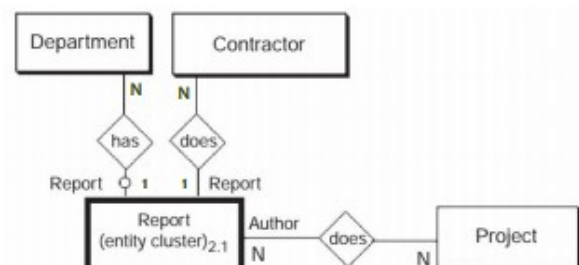 Department
Contractor
N
N
has
does
Report
1
1
Report
Report
(entity cluster)2.1
Author
N
does
N
Project